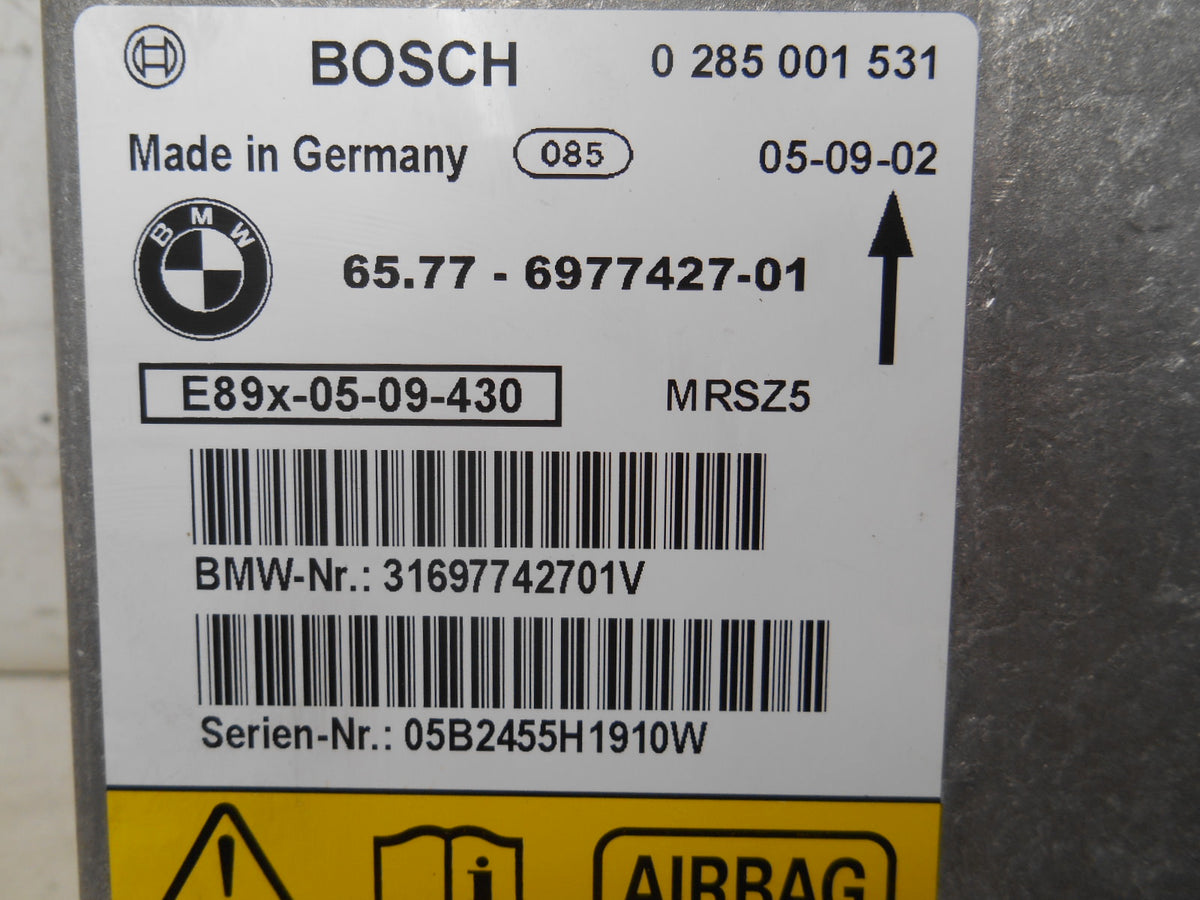 BOSCH 0 285 001 531
Made in Germany 085 05-09-02
BMW
65.77 - 6977427-01
E89x-05-09-430 MRSZ5
BMW-Nr.: 31697742701V
Serien-Nr.: 05B2455H1910W
i AIRBAG